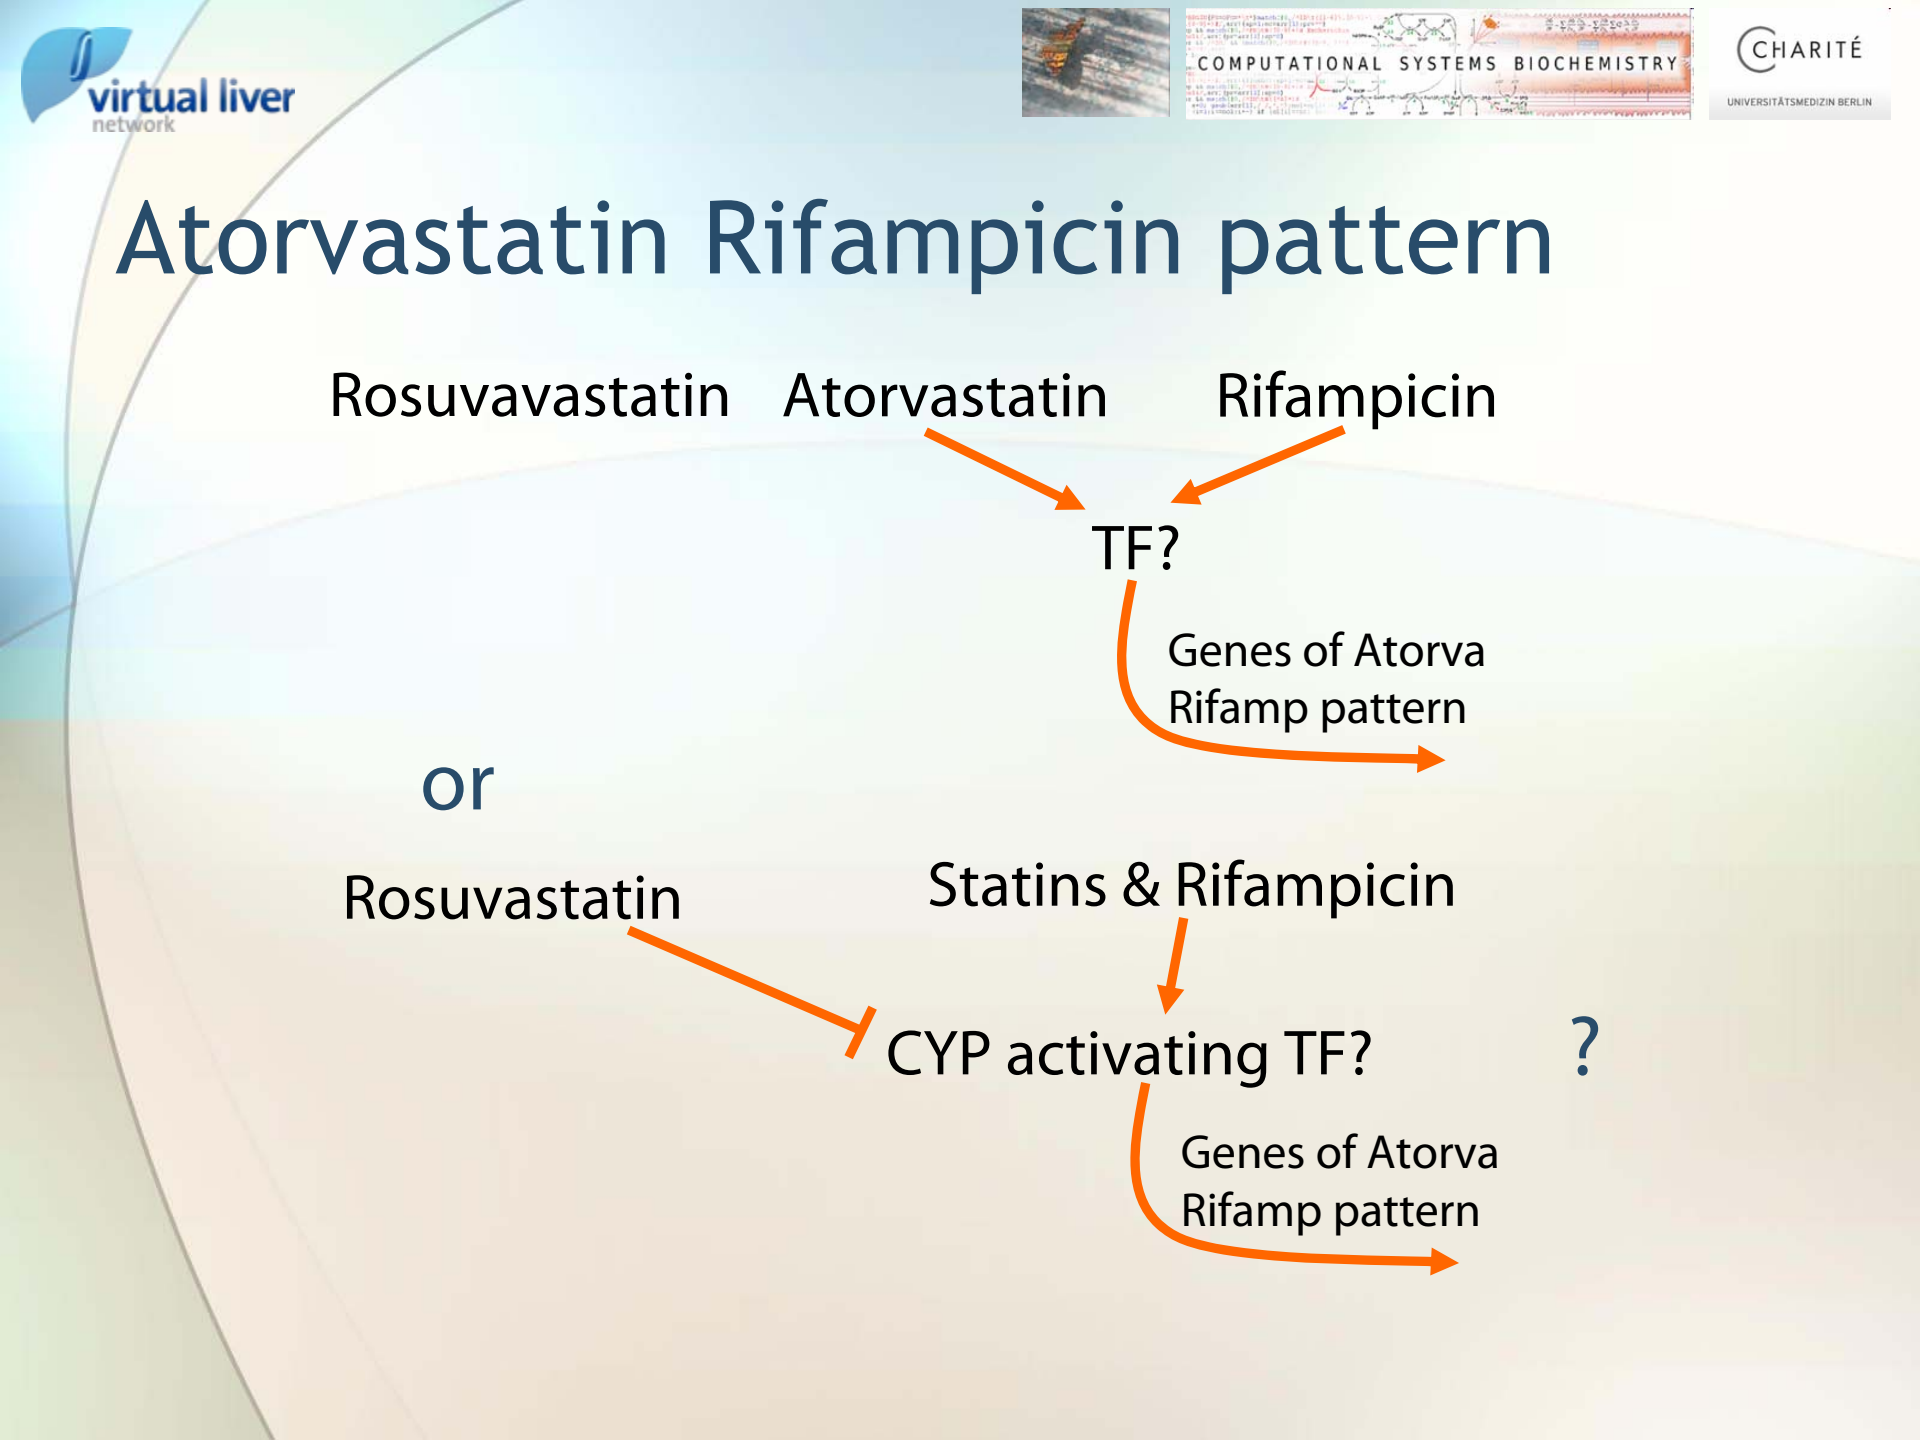 virtual liver
network
COMPUTATIONAL SYSTEMS BIOCHEMISTRY
CHARITÉ
UNIVERSITÄTSMEDIZIN BERLIN
Atorvastatin Rifampicin pattern
Rosuvavastatin Atorvastatin Rifampicin
TF?
Genes of Atorva
Rifamp pattern
or
Rosuvastatin
Statins & Rifampicin
CYP activating TF?
?
Genes of Atorva
Rifamp pattern